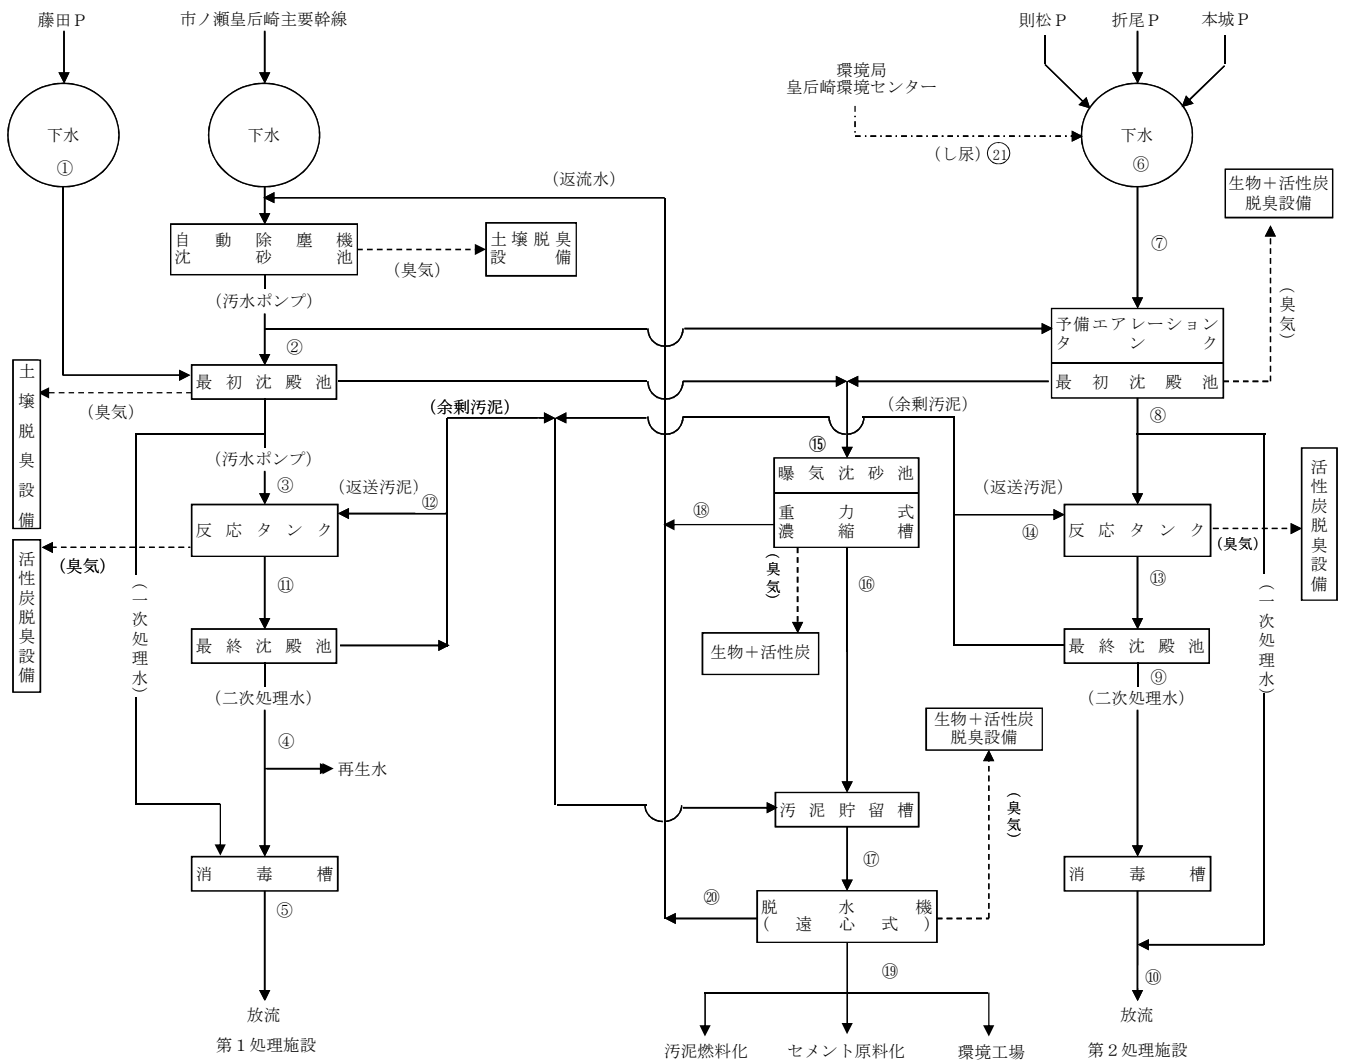 藤田P
市ノ瀬皇后崎主要幹線
則松P
折尾P
本城P
環境局
皇后崎環境センター
下水
①
下水
下水
⑥
(し尿)㉑
(返流水)
生物+活性炭
脱臭設備
自動除塵機
沈砂池
土壌脱臭
設備
(臭気)
⑦
(臭気)
(汚水ポンプ)
予備エアレーション
タンク
②
土壌脱臭設備
最初沈殿池
最初沈殿池
(臭気)
(余剰汚泥)
(余剰汚泥)
⑧
(汚水ポンプ)
⑮
曝気沈砂池
活性炭脱臭設備
③
(返送汚泥)
⑫
(返送汚泥)
重力式
濃縮槽
⑱
反応タンク
反応タンク
⑭
(臭気)
活性炭脱臭設備
(臭気)
(臭気)
⑪
⑯
⑬
(一次処理水)
(一次処理水)
最終沈殿池
生物+活性炭
最終沈殿池
⑨
(二次処理水)
(二次処理水)
生物+活性炭
脱臭設備
④
再生水
(臭気)
汚泥貯留槽
⑰
消毒槽
消毒槽
⑤
⑳
脱水機
(遠心式)
⑲
⑩
放流
放流
第1処理施設
汚泥燃料化
セメント原料化
環境工場
第2処理施設